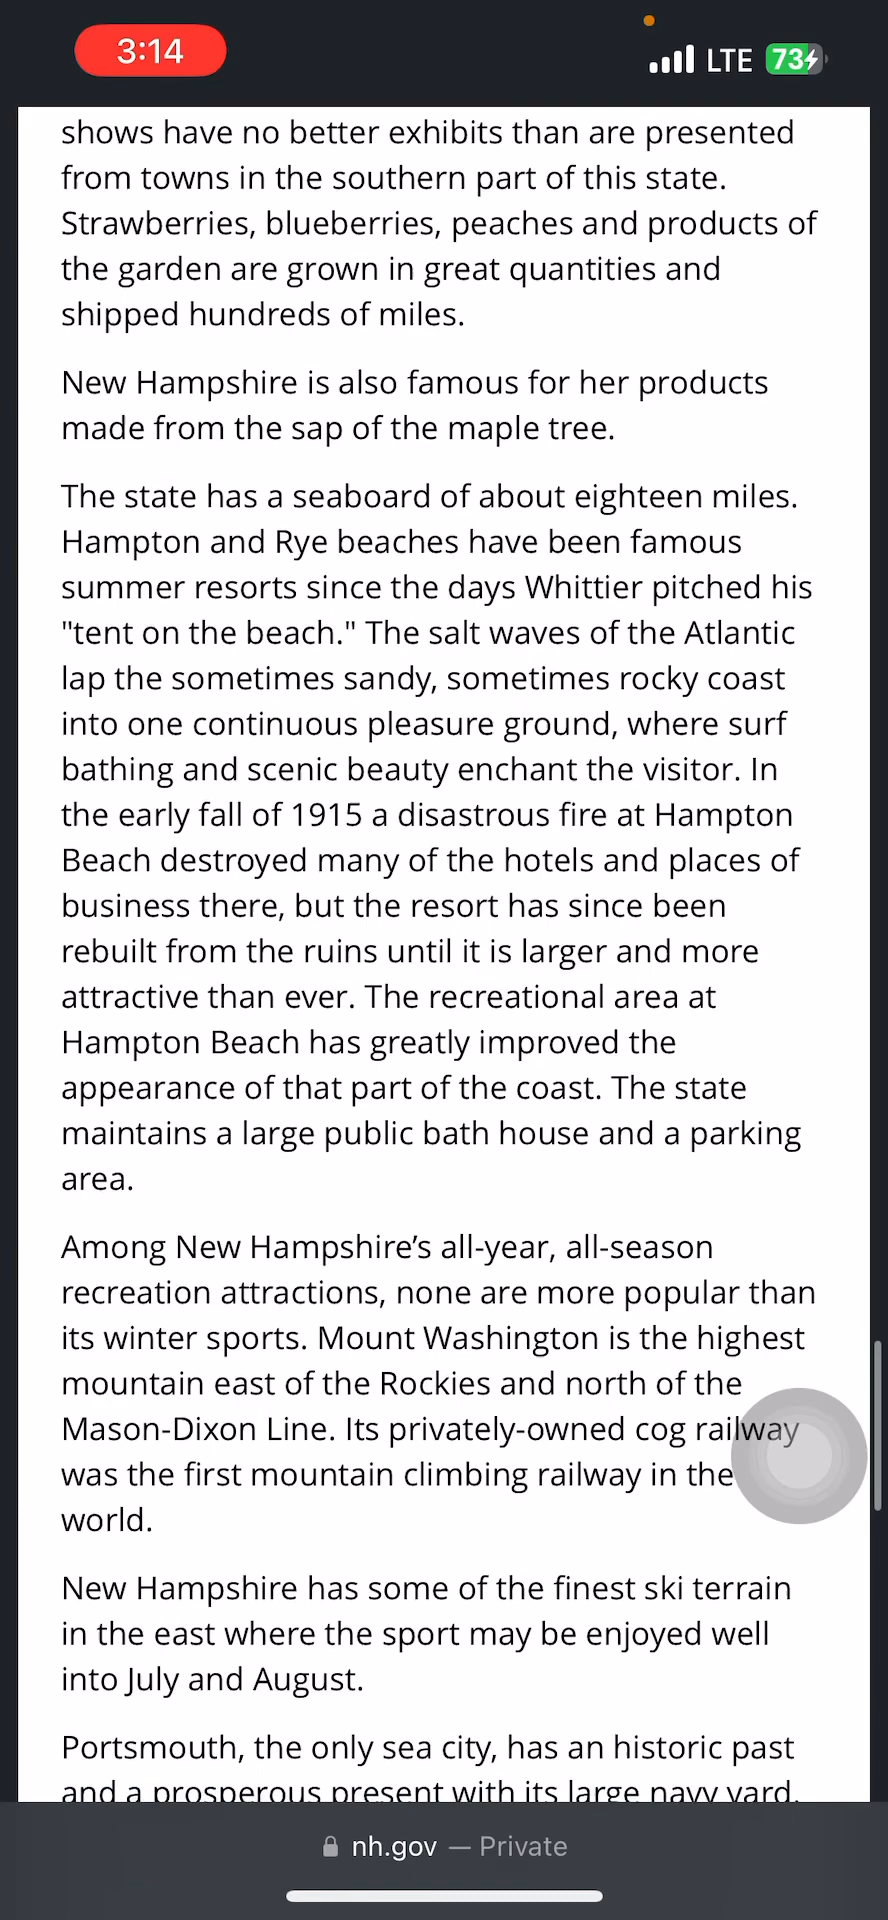 3:14
LTE 73
shows have no better exhibits than are presented
from towns in the southern part of this state.
Strawberries, blueberries, peaches and products of
the garden are grown in great quantities and
shipped hundreds of miles.
New Hampshire is also famous for her products
made from the sap of the maple tree.
The state has a seaboard of about eighteen miles.
Hampton and Rye beaches have been famous
summer resorts since the days Whittier pitched his
"tent on the beach." The salt waves of the Atlantic
lap the sometimes sandy, sometimes rocky coast
into one continuous pleasure ground, where surf
bathing and scenic beauty enchant the visitor. In
the early fall of 1915 a disastrous fire at Hampton
Beach destroyed many of the hotels and places of
business there, but the resort has since been
rebuilt from the ruins until it is larger and more
attractive than ever. The recreational area at
Hampton Beach has greatly improved the
appearance of that part of the coast. The state
maintains a large public bath house and a parking
area.
Among New Hampshire’s all-year, all-season
recreation attractions, none are more popular than
its winter sports. Mount Washington is the highest
mountain east of the Rockies and north of the
Mason-Dixon Line. Its privately-owned cog railway
was the first mountain climbing railway in the
world.
New Hampshire has some of the finest ski terrain
in the east where the sport may be enjoyed well
into July and August.
Portsmouth, the only sea city, has an historic past
and a prosperous present with its large navy yard,
nh.gov — Private